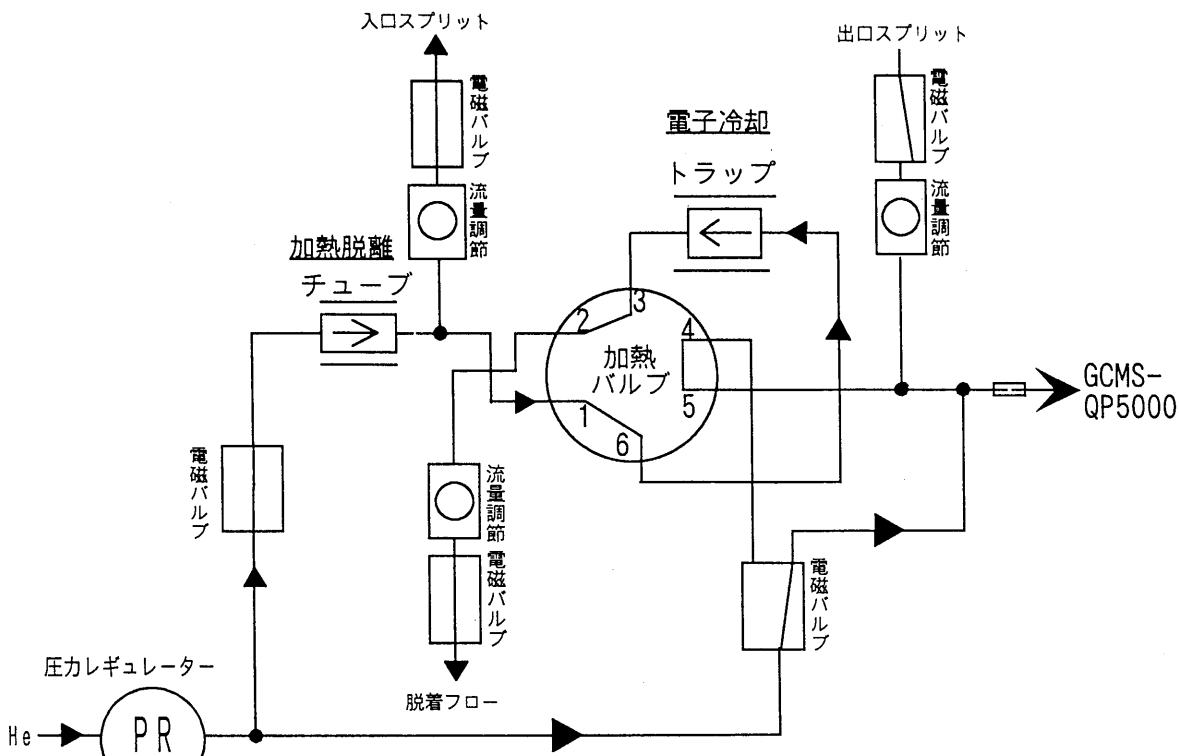 入口スプリット
出口スプリット
電磁バルブ
電磁バルブ
電子冷却
トラップ
流量調節
流量調節
加熱脱離
チューブ
3
2
4
加熱
バルブ
GCMS-
QP5000
5
1
6
電磁バルブ
流量調節
電磁バルブ
電磁バルブ
圧力レギュレーター
脱着フロー
He
PR